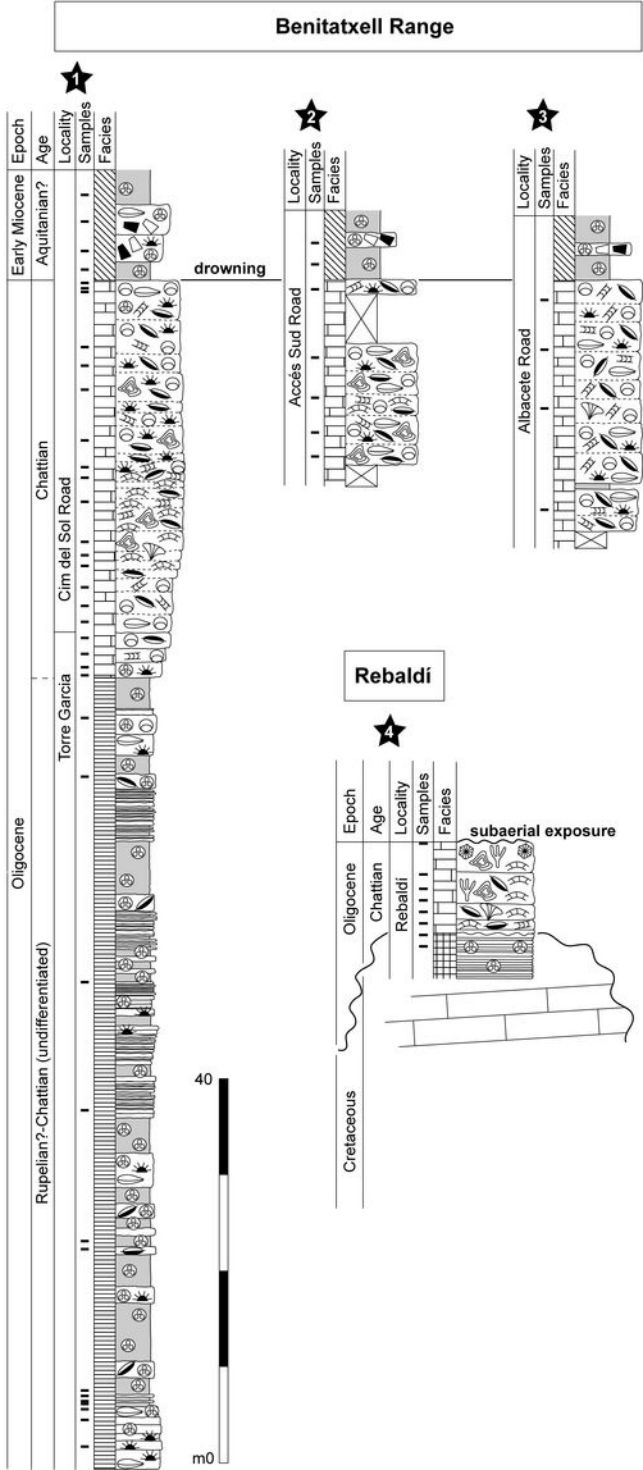 Benitatxell Range
1
2
3
Epoch
Age
Locality
Samples
Facies
Early Miocene
Aquitanian?
Oligocene
Chattian
Rupelian?-Chattian (undifferentiated)
Cim del Sol Road
Torre Garcia
drowning
Locality
Samples
Facies
Accés Sud Road
Locality
Samples
Facies
Albacete Road
40
m0
Rebaldí
4
Epoch
Age
Locality
Samples
Facies
subaerial exposure
Oligocene
Chattian
Rebaldí
Cretaceous